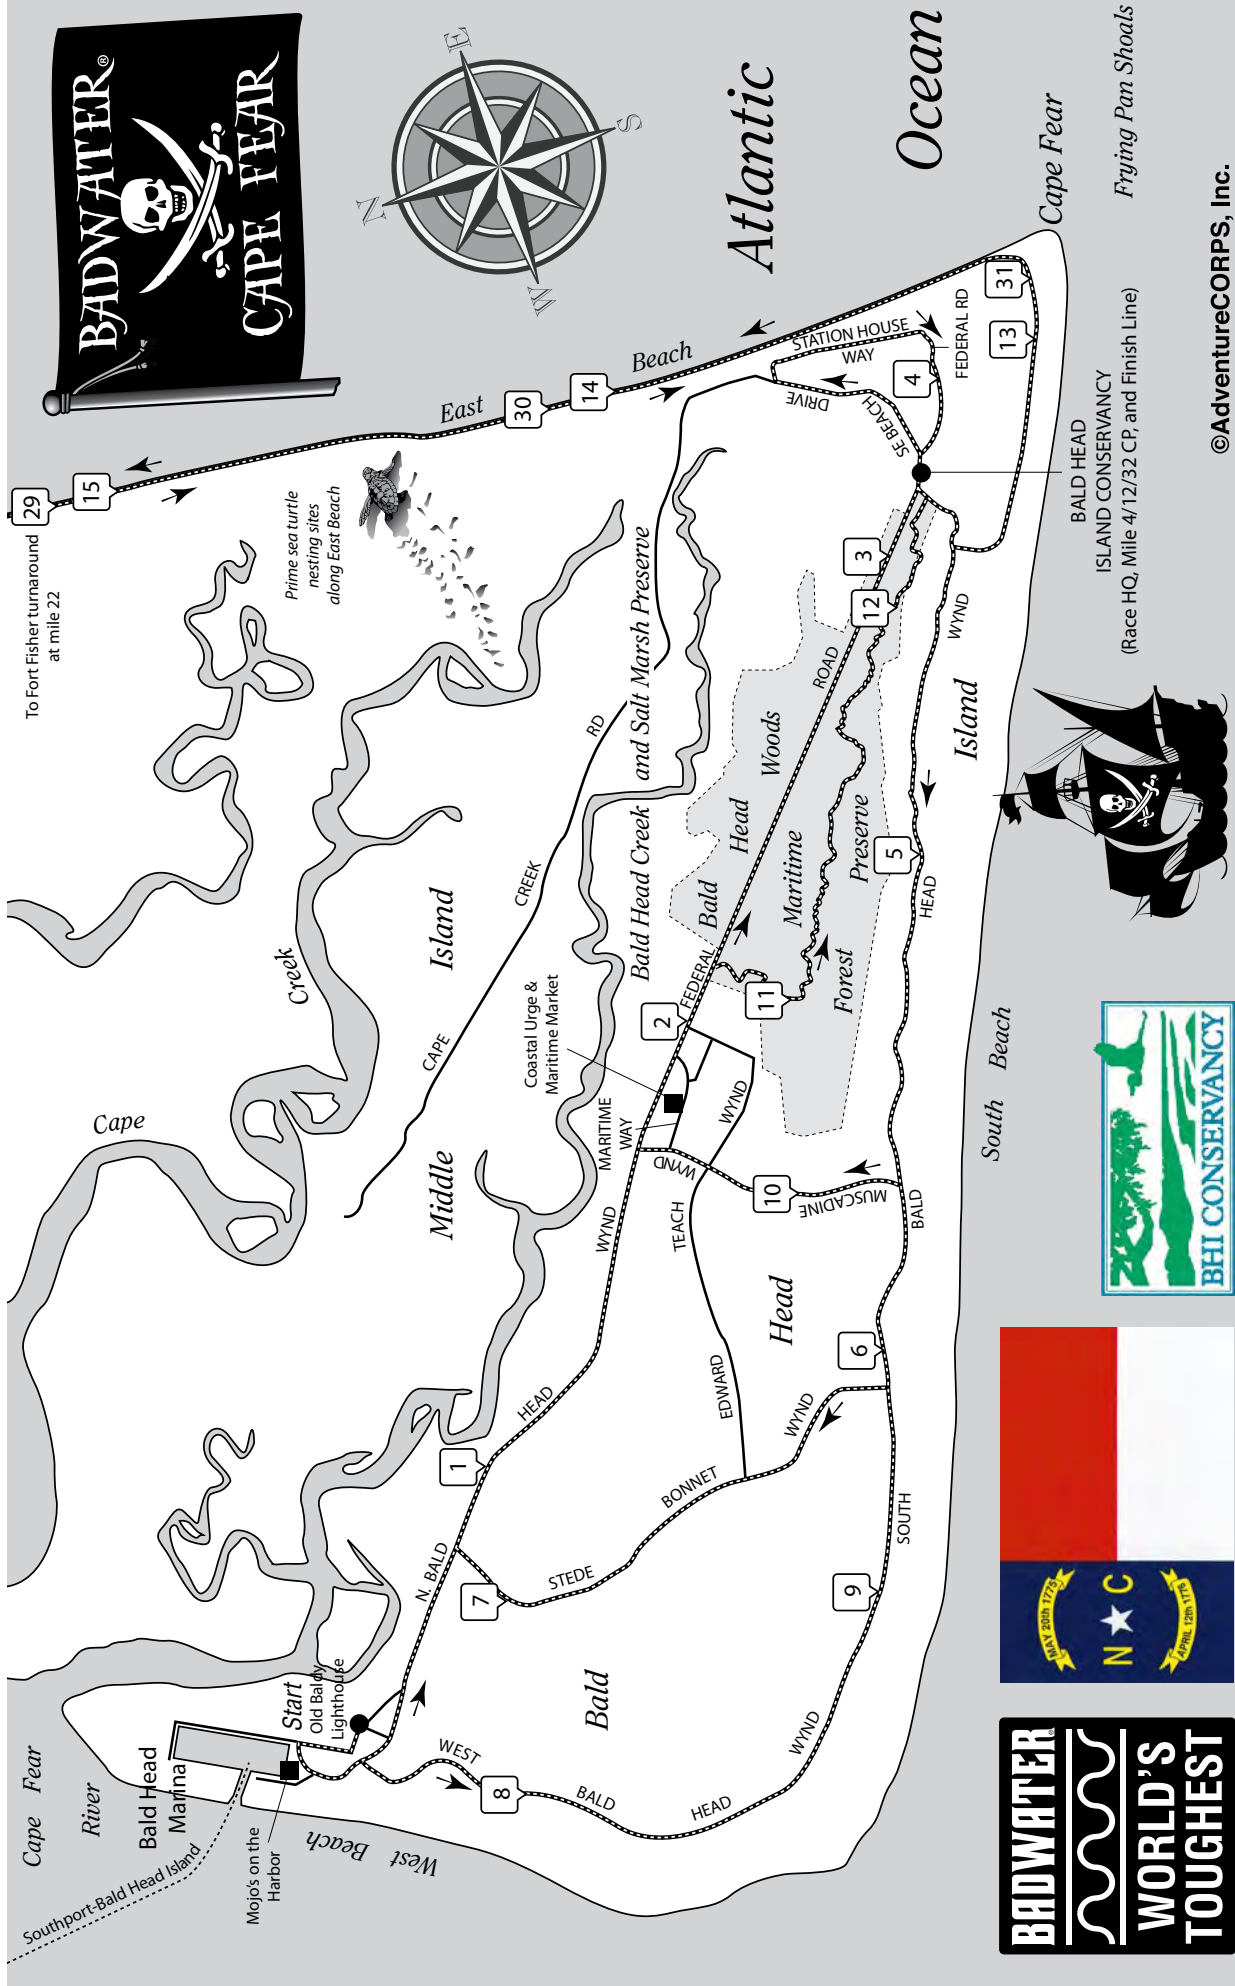 BADWATER®
CAPE FEAR
N
E
S
W
Atlantic
Ocean
Cape Fear
Frying Pan Shoals
©AdventureCORPS, Inc.
To Fort Fisher turnaround
at mile 22
29
15
30
14
East Beach
Prime sea turtle
nesting sites
along East Beach
31
13
STATION HOUSE
WAY
FEDERAL RD
4
SE BEACH
DRIVE
BALD HEAD
ISLAND CONSERVANCY
(Race HQ, Mile 4/12/32 CP, and Finish Line)
3
12
Bald Head Creek and Salt Marsh Preserve
CAPE CREEK RD
Cape Creek
Middle Island
Coastal Urge &
Maritime Market
MARITIME
WAY
2
FEDERAL ROAD
Bald Head Woods
Maritime
Forest Preserve
11
5
SOUTH BALD HEAD WYND
South Beach
Bald Head Island
10
MUSCADINE WYND
EDWARD TEACH WYND
6
STEDE BONNET WYND
7
1
N. BALD HEAD WYND
9
8
WEST BALD HEAD WYND
Start
Old Baldy
Lighthouse
Bald Head
Marina
Mojo's on the
Harbor
Cape Fear
River
Southport-Bald Head Island
West Beach
BADWATER®
WORLD'S
TOUGHEST
MAY 20th 1775
N C
APRIL 12th 1776
BHI CONSERVANCY